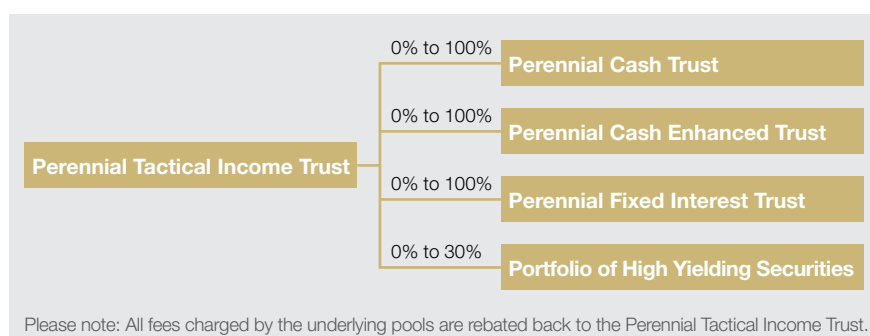 0% to 100%
Perennial Cash Trust
0% to 100%
Perennial Cash Enhanced Trust
Perennial Tactical Income Trust
0% to 100%
Perennial Fixed Interest Trust
0% to 30%
Portfolio of High Yielding Securities
Please note: All fees charged by the underlying pools are rebated back to the Perennial Tactical Income Trust.